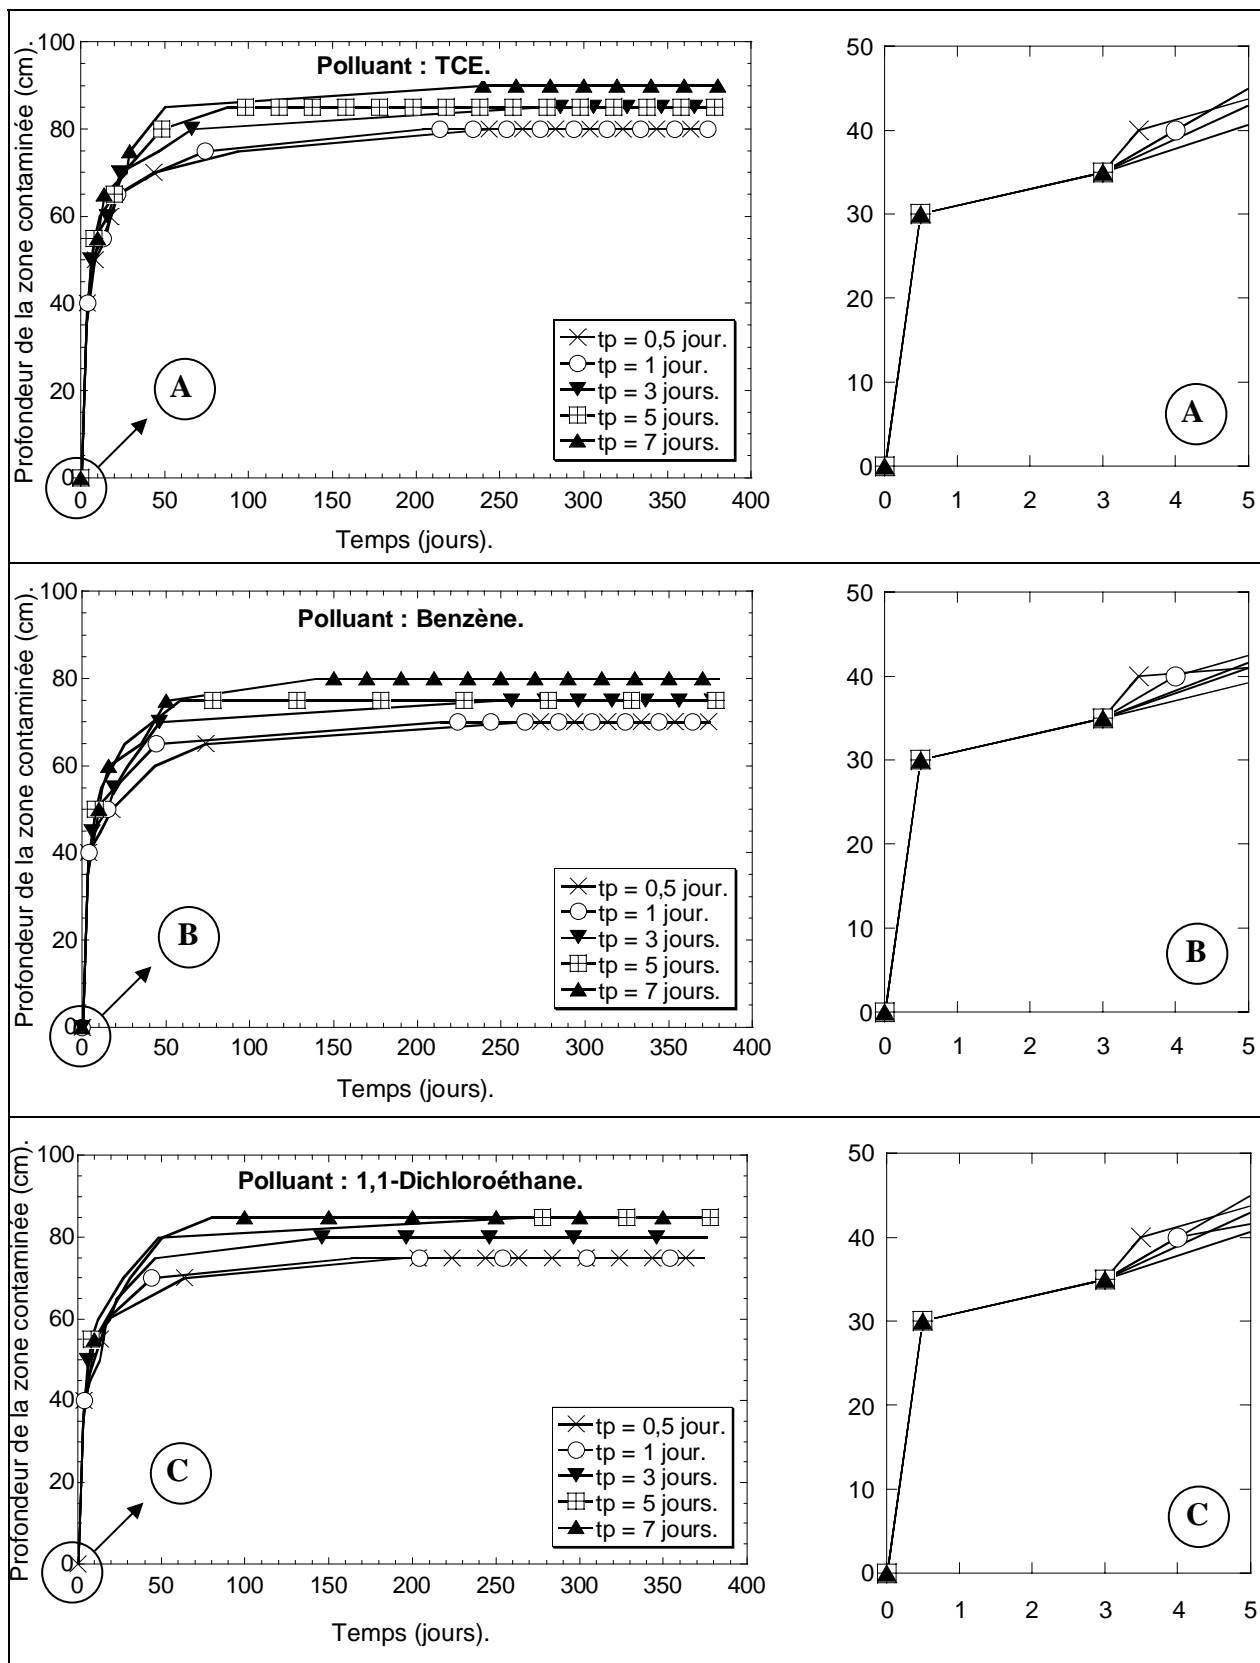 Profondeur de la zone contaminée (cm).
100
80
60
40
20
0
Polluant : TCE.
A
tp = 0,5 jour.
tp = 1 jour.
tp = 3 jours.
tp = 5 jours.
tp = 7 jours.
0 50 100 150 200 250 300 350 400
Temps (jours).
50
40
30
20
10
0
A
0 1 2 3 4 5
Profondeur de la zone contaminée (cm).
100
80
60
40
20
0
Polluant : Benzène.
B
tp = 0,5 jour.
tp = 1 jour.
tp = 3 jours.
tp = 5 jours.
tp = 7 jours.
0 50 100 150 200 250 300 350 400
Temps (jours).
50
40
30
20
10
0
B
0 1 2 3 4 5
Profondeur de la zone contaminée (cm).
100
80
60
40
20
0
Polluant : 1,1-Dichloroéthane.
C
tp = 0,5 jour.
tp = 1 jour.
tp = 3 jours.
tp = 5 jours.
tp = 7 jours.
0 50 100 150 200 250 300 350 400
Temps (jours).
50
40
30
20
10
0
C
0 1 2 3 4 5